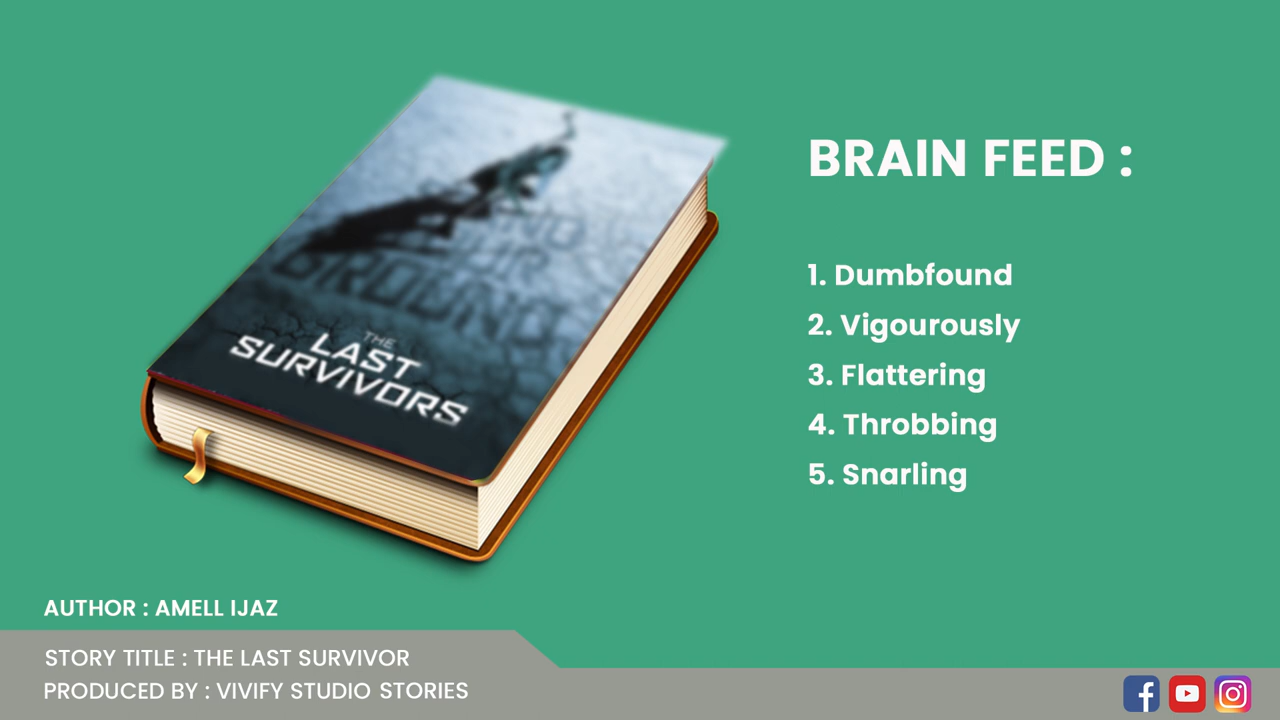 BRAIN FEED :
1. Dumbfound
2. Vigourously
3. Flattering
4. Throbbing
5. Snarling
THE
LAST
SURVIVORS
AUTHOR : AMELL IJAZ
STORY TITLE : THE LAST SURVIVOR
PRODUCED BY : VIVIFY STUDIO STORIES